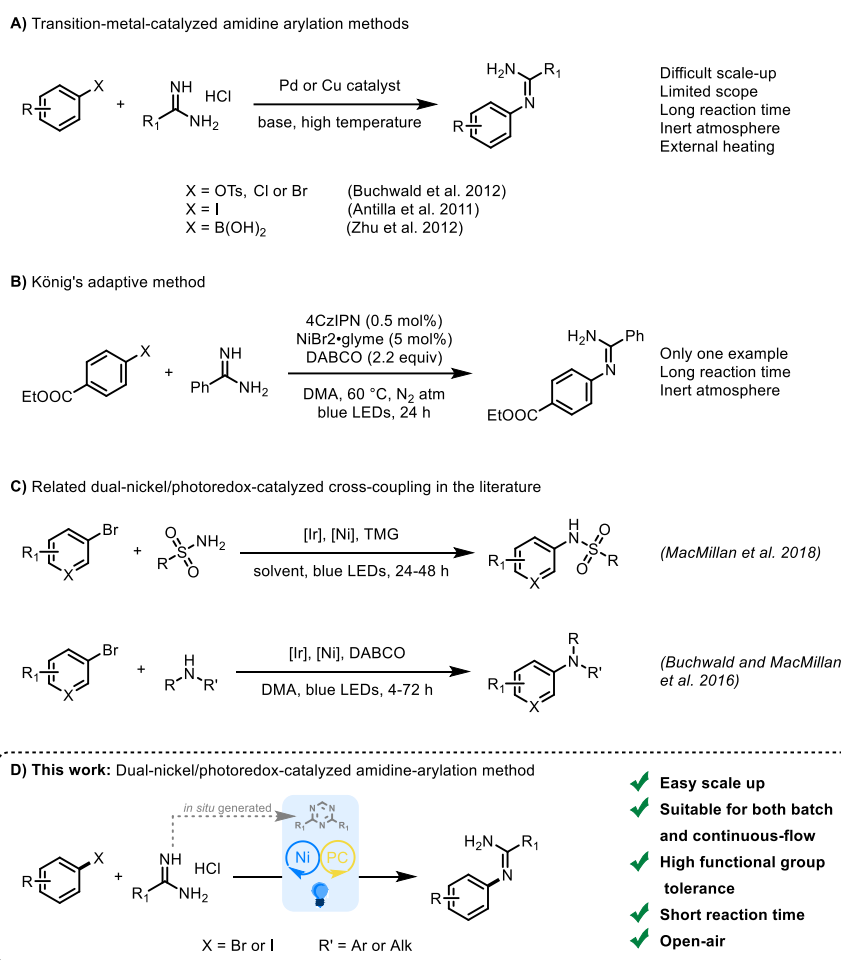 A) Transition-metal-catalyzed amidine arylation methods
R
X
+
NH
HCl
R1
NH2
Pd or Cu catalyst
base, high temperature
H2N
R1
N
R
Difficult scale-up
Limited scope
Long reaction time
Inert atmosphere
External heating
X = OTs, Cl or Br (Buchwald et al. 2012)
X = I (Antilla et al. 2011)
X = B(OH)2 (Zhu et al. 2012)
B) König's adaptive method
X
EtOOC
+
NH
Ph
NH2
4CzIPN (0.5 mol%)
NiBr2•glyme (5 mol%)
DABCO (2.2 equiv)
DMA, 60 °C, N2 atm
blue LEDs, 24 h
H2N
Ph
N
EtOOC
Only one example
Long reaction time
Inert atmosphere
C) Related dual-nickel/photoredox-catalyzed cross-coupling in the literature
Br
R1
X
+
O
NH2
S
R
O
[Ir], [Ni], TMG
solvent, blue LEDs, 24-48 h
H
N
O
S
R1
O
R
X
(MacMillan et al. 2018)
Br
R1
X
+
H
N
R
R'
[Ir], [Ni], DABCO
DMA, blue LEDs, 4-72 h
R
N
R'
R1
X
(Buchwald and MacMillan
et al. 2016)
D) This work: Dual-nickel/photoredox-catalyzed amidine-arylation method
in situ generated
N
N
R1
N
R1
R
X
+
NH
HCl
R1
NH2
Ni
PC
H2N
R1
N
R
X = Br or I R' = Ar or Alk
Easy scale up
Suitable for both batch
and continuous-flow
High functional group
tolerance
Short reaction time
Open-air